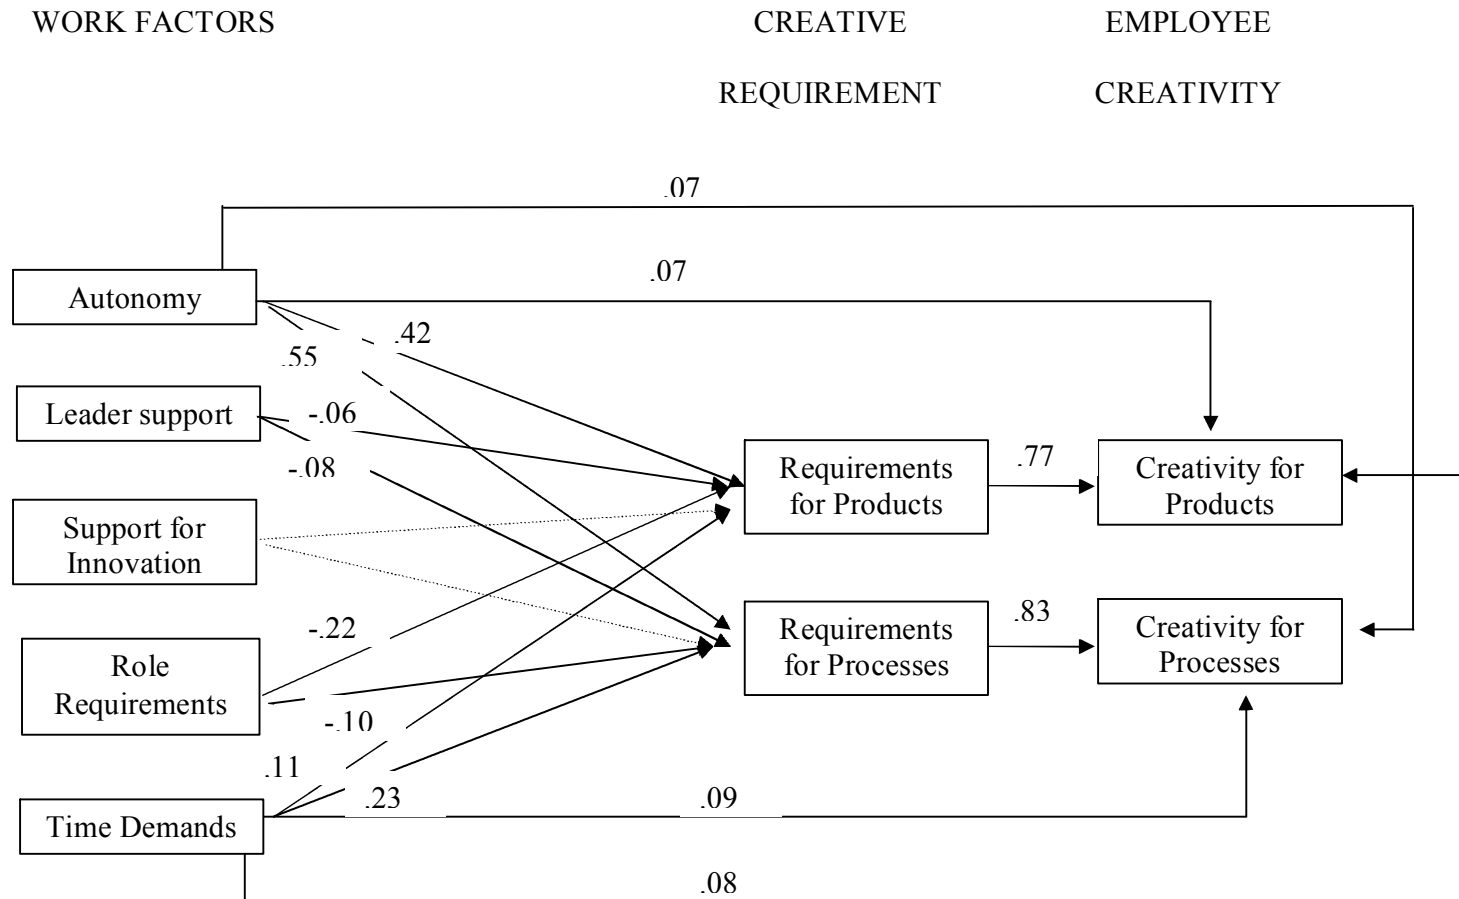 WORK FACTORS
CREATIVE
REQUIREMENT
EMPLOYEE
CREATIVITY
.07
Autonomy
.07
.42
.55
Leader support
-.06
-.08
Requirements
for Products
.77
Creativity for
Products
Support for
Innovation
-.22
Requirements
for Processes
.83
Creativity for
Processes
Role
Requirements
-.10
.11
.23
.09
Time Demands
.08